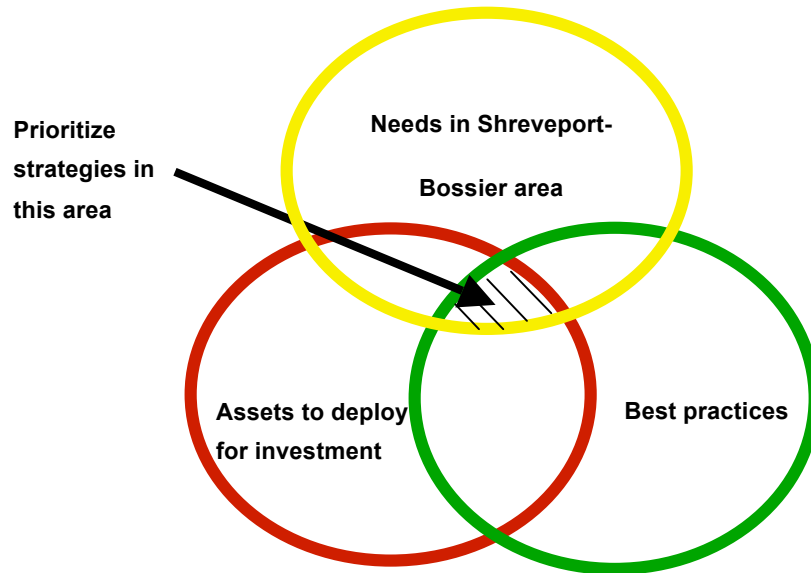 Prioritize
strategies in
this area
Needs in Shreveport-
Bossier area
Assets to deploy
for investment
Best practices